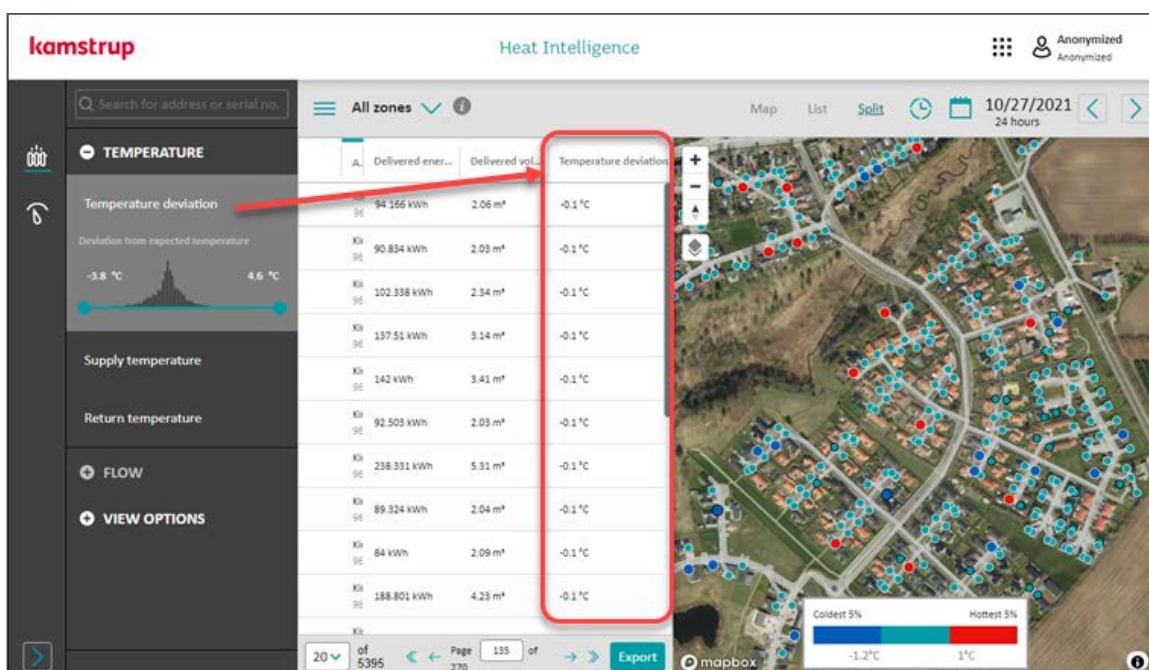 kamstrup
Heat Intelligence
Anonymized
Anonymized
Search for address or serial no.
All zones
Map List Split
10/27/2021
24 hours
TEMPERATURE
Temperature deviation
Deviation from expected temperature
-3.8 °C 4.6 °C
Supply temperature
Return temperature
FLOW
VIEW OPTIONS
A. Delivered ener... Delivered vol... Temperature deviation
94.166 kWh 2.06 m³ -0.1 °C
90.834 kWh 2.03 m³ -0.1 °C
102.338 kWh 2.34 m³ -0.1 °C
137.51 kWh 3.14 m³ -0.1 °C
142 kWh 3.41 m³ -0.1 °C
92.503 kWh 2.03 m³ -0.1 °C
238.331 kWh 5.31 m³ -0.1 °C
89.324 kWh 2.04 m³ -0.1 °C
84 kWh 2.09 m³ -0.1 °C
188.801 kWh 4.23 m³ -0.1 °C
20 of 5395 Page 135 of 270 Export
Coldest 5% Hottest 5%
-1.2°C 1°C
mapbox